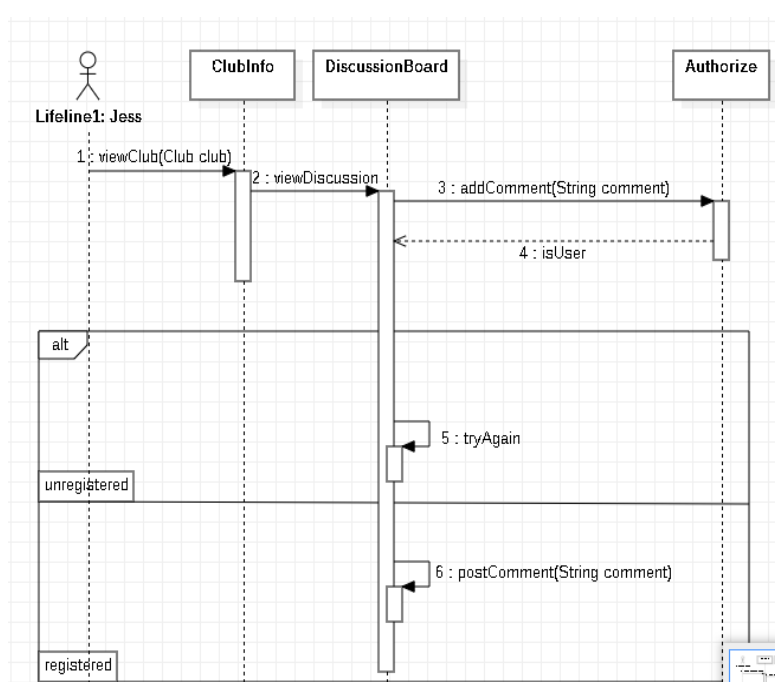 ClubInfo
DiscussionBoard
Authorize
Lifeline1: Jess
1 : viewClub(Club club)
2 : viewDiscussion
3 : addComment(String comment)
4 : isUser
alt
5 : tryAgain
unregistered
6 : postComment(String comment)
registered